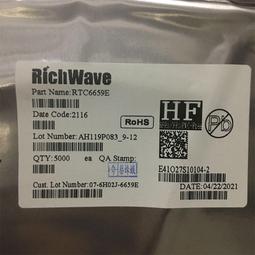 RichWave
Part Name: RTC6659E
Date Code: 2116
RoHS
HF
Pb
Lot Number: AH119P083_9-12
QTY: 5000 ea QA Stamp:
E41O27S10104-2
DATE: 04/22/2021
Cust. Lot Number: 07-6H02J-6659E